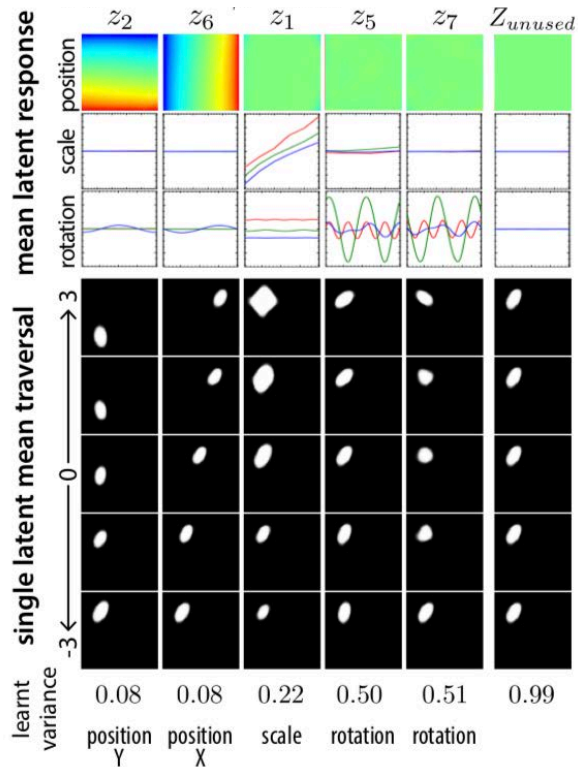 z2 z6 z1 z5 z7 Zunused
mean latent response
position
scale
rotation
single latent mean traversal
3
0
-3
learnt
variance
0.08 0.08 0.22 0.50 0.51 0.99
position position scale rotation rotation
Y X